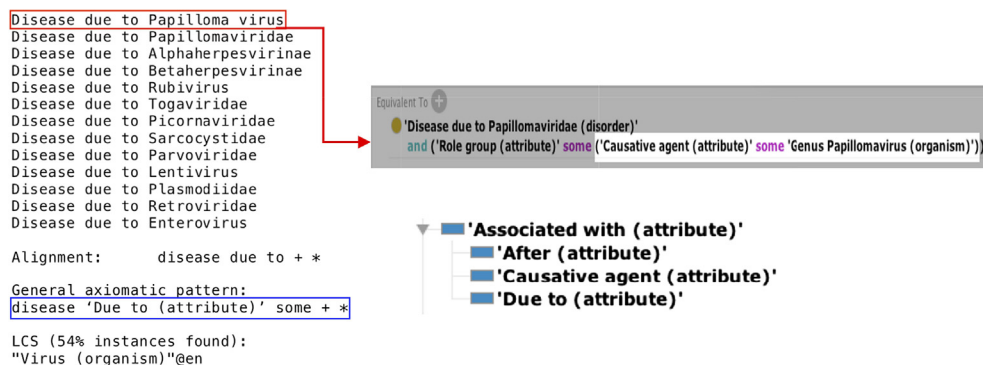 Disease due to Papilloma virus
Disease due to Papillomaviridae
Disease due to Alphaherpesvirinae
Disease due to Betaherpesvirinae
Disease due to Rubivirus
Disease due to Togaviridae
Disease due to Picornaviridae
Disease due to Sarcocystidae
Disease due to Parvoviridae
Disease due to Lentivirus
Disease due to Plasmodiidae
Disease due to Retroviridae
Disease due to Enterovirus
Alignment: disease due to + *
General axiomatic pattern:
disease ‘Due to (attribute)’ some + *
LCS (54% instances found):
"Virus (organism)"@en
Equivalent To
'Disease due to Papillomaviridae (disorder)'
and ('Role group (attribute)' some ('Causative agent (attribute)' some 'Genus Papillomavirus (organism)'))
'Associated with (attribute)'
'After (attribute)'
'Causative agent (attribute)'
'Due to (attribute)'